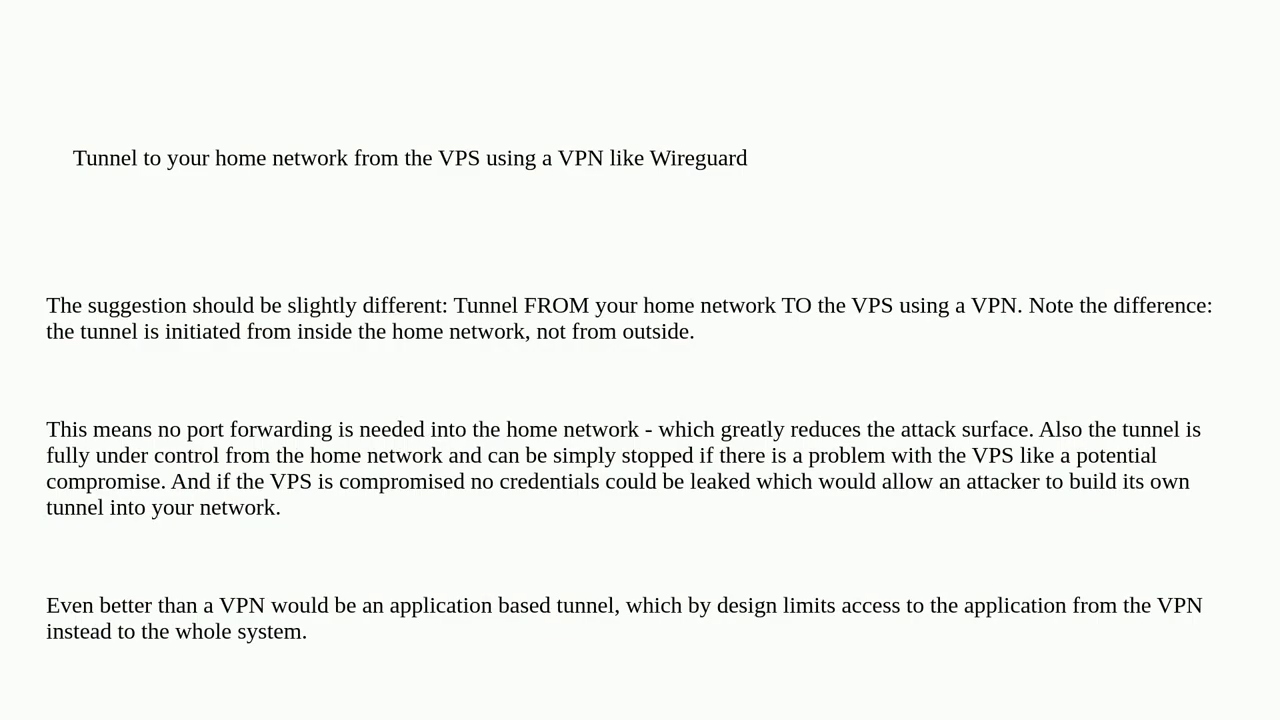 Tunnel to your home network from the VPS using a VPN like Wireguard
The suggestion should be slightly different: Tunnel FROM your home network TO the VPS using a VPN. Note the difference:
the tunnel is initiated from inside the home network, not from outside.
This means no port forwarding is needed into the home network - which greatly reduces the attack surface. Also the tunnel is
fully under control from the home network and can be simply stopped if there is a problem with the VPS like a potential
compromise. And if the VPS is compromised no credentials could be leaked which would allow an attacker to build its own
tunnel into your network.
Even better than a VPN would be an application based tunnel, which by design limits access to the application from the VPN
instead to the whole system.